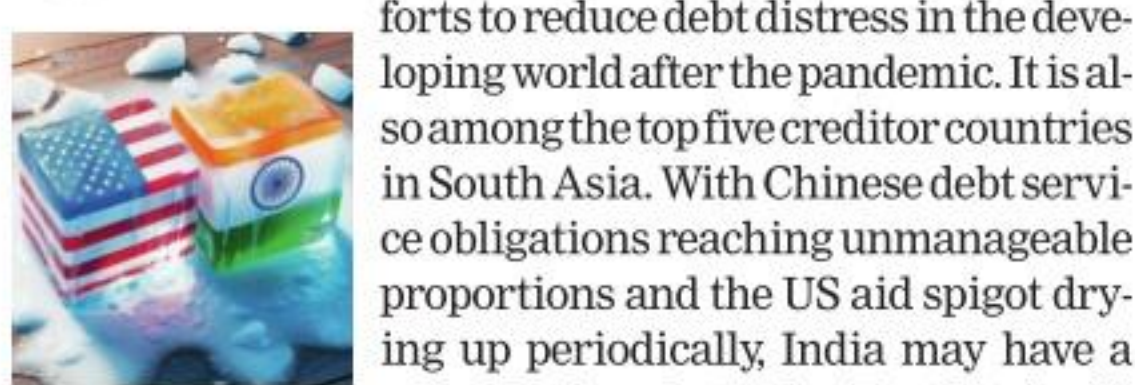 forts to reduce debt distress in the deve-
loping world after the pandemic. It is al-
so among the top five creditor countries
in South Asia. With Chinese debt servi-
ce obligations reaching unmanageable
proportions and the US aid spigot dry-
ing up periodically, India may have a